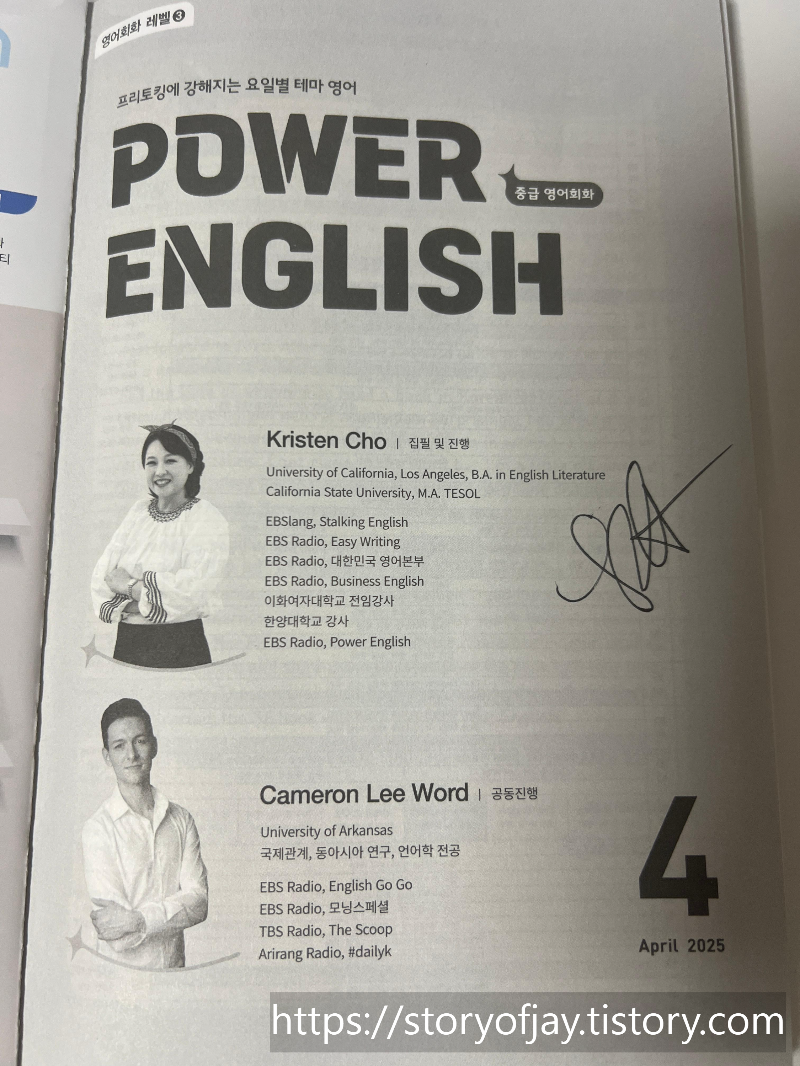 영어회화 레벨 3
프리토킹에 강해지는 요일별 테마 영어
POWER
중급 영어회화
ENGLISH
Kristen Cho | 집필 및 진행
University of California, Los Angeles, B.A. in English Literature
California State University, M.A. TESOL
EBSlang, Stalking English
EBS Radio, Easy Writing
EBS Radio, 대한민국 영어본부
EBS Radio, Business English
이화여자대학교 전임강사
한양대학교 강사
EBS Radio, Power English
Cameron Lee Word | 공동진행
University of Arkansas
국제관계, 동아시아 연구, 언어학 전공
EBS Radio, English Go Go
EBS Radio, 모닝스페셜
TBS Radio, The Scoop
Arirang Radio, #dailyk
4
April 2025
https://storyofjay.tistory.com